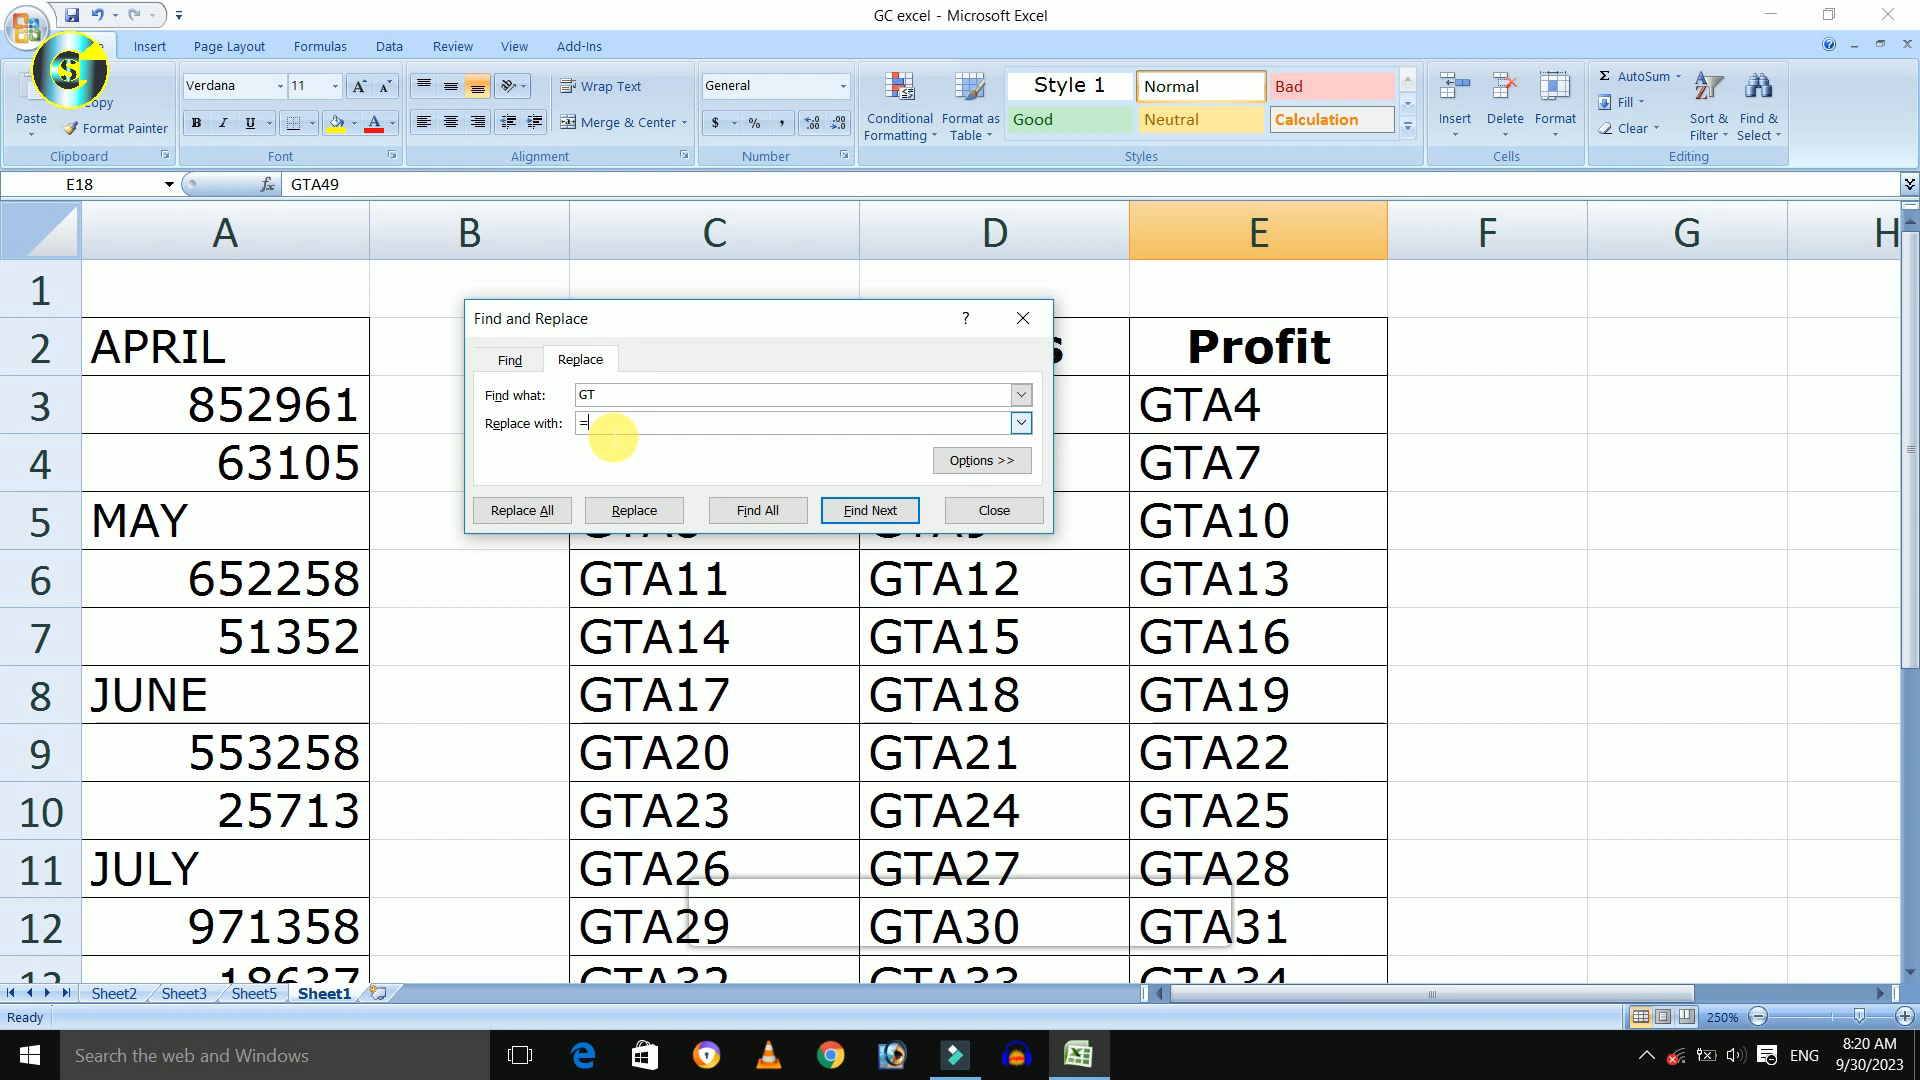 GC excel - Microsoft Excel
Insert Page Layout Formulas Data Review View Add-Ins
Paste
Copy
Format Painter
Clipboard
Verdana 11
B I U
Font
Wrap Text
Merge & Center
Alignment
General
$ % ,
Number
Conditional Formatting
Format as Table
Style 1 Normal Bad
Good Neutral Calculation
Styles
Insert Delete Format
Cells
Σ AutoSum
Fill
Clear
Sort & Filter
Find & Select
Editing
E18 fx GTA49
A B C D E F G H
1
2 APRIL s Profit
3 852961 GTA4
4 63105 GTA7
5 MAY GTA10
6 652258 GTA11 GTA12 GTA13
7 51352 GTA14 GTA15 GTA16
8 JUNE GTA17 GTA18 GTA19
9 553258 GTA20 GTA21 GTA22
10 25713 GTA23 GTA24 GTA25
11 JULY GTA26 GTA27 GTA28
12 971358 GTA29 GTA30 GTA31
13 18637 GTA32 GTA33 GTA34
Find and Replace ?
Find Replace
Find what: GT
Replace with: =
Options >>
Replace All Replace Find All Find Next Close
Sheet2 Sheet3 Sheet5 Sheet1
Ready 250%
Search the web and Windows
ENG
8:20 AM
9/30/2023